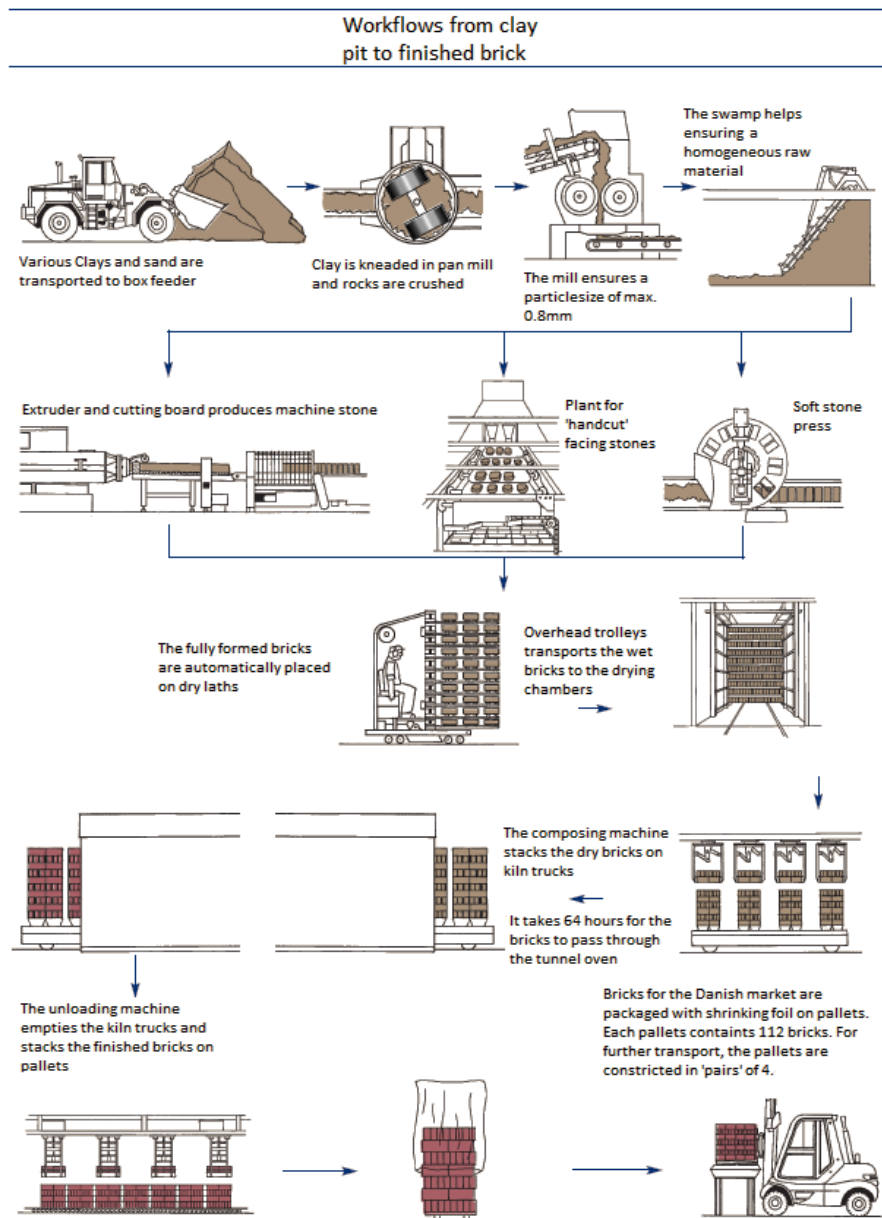 Workflows from clay
pit to finished brick
The swamp helps
ensuring a
homogeneous raw
material
Various Clays and sand are
transported to box feeder
Clay is kneaded in pan mill
and rocks are crushed
The mill ensures a
particlesize of max.
0.8mm
Extruder and cutting board produces machine stone
Plant for
'handcut'
facing stones
Soft stone
press
The fully formed bricks
are automatically placed
on dry laths
Overhead trolleys
transports the wet
bricks to the drying
chambers
The composing machine
stacks the dry bricks on
kiln trucks
It takes 64 hours for the
bricks to pass through
the tunnel oven
The unloading machine
empties the kiln trucks and
stacks the finished bricks on
pallets
Bricks for the Danish market are
packaged with shrinking foil on pallets.
Each pallets containts 112 bricks. For
further transport, the pallets are
constricted in 'pairs' of 4.